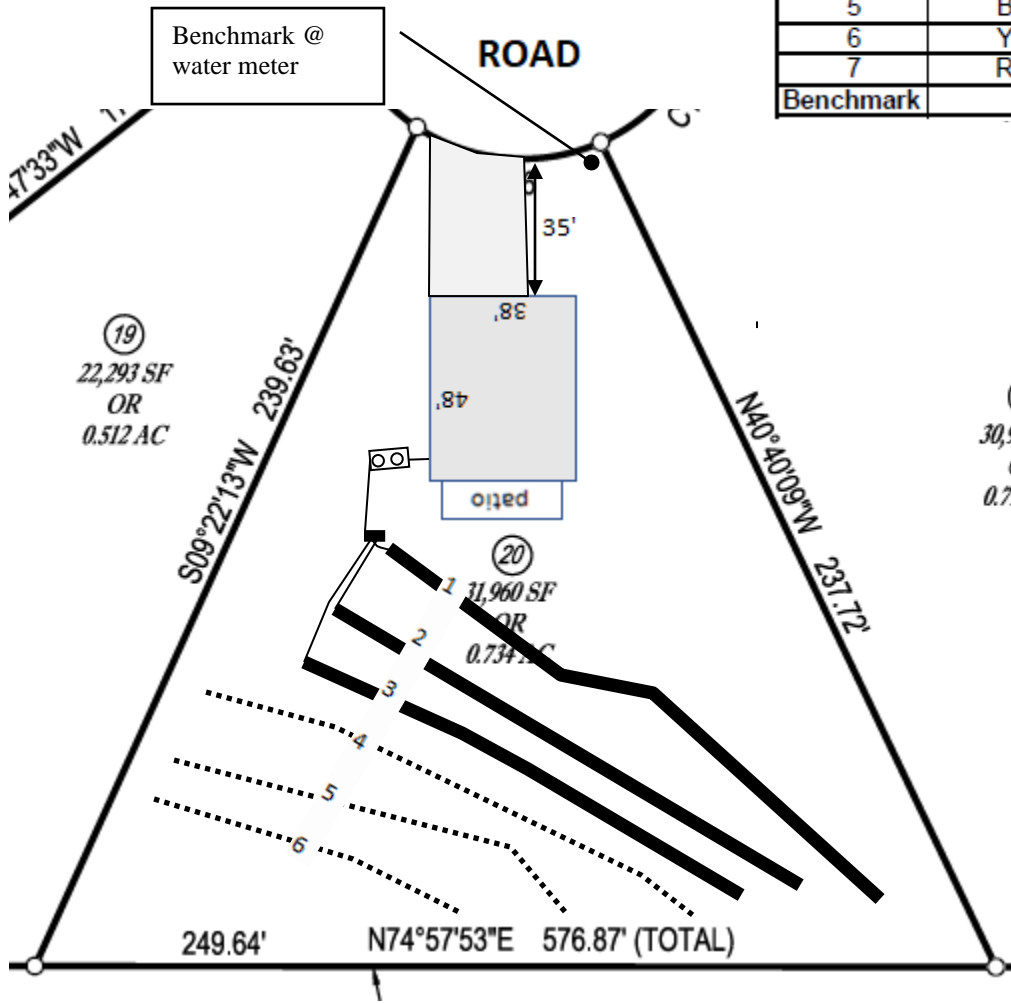 Benchmark @
water meter
ROAD
5 B
6 Y
7 R
Benchmark
47'33"W
35'
38'
48'
patio
19
22,293 SF
OR
0.512 AC
S09°22'13"W 239.63'
N40°40'09"W 237.72'
20
31,960 SF
OR
0.734 AC
1
2
3
4
5
6
249.64' N74°57'53"E 576.87' (TOTAL)